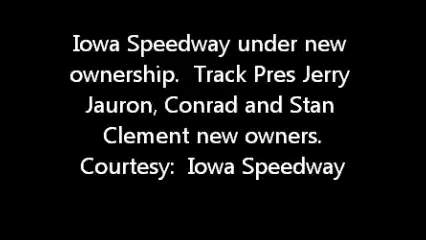 Iowa Speedway under new
ownership.  Track Pres Jerry
Jauron, Conrad and Stan
Clement new owners.
Courtesy:  Iowa Speedway